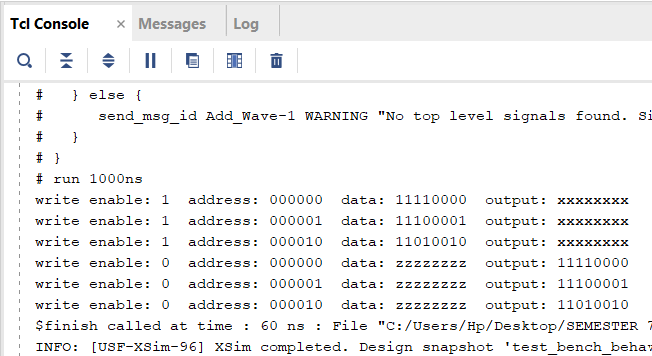 Tcl Console × Messages Log
# } else {
# send_msg_id Add_Wave-1 WARNING "No top level signals found. Si
# }
# }
# run 1000ns
write enable: 1 address: 000000 data: 11110000 output: xxxxxxxx
write enable: 1 address: 000001 data: 11100001 output: xxxxxxxx
write enable: 1 address: 000010 data: 11010010 output: xxxxxxxx
write enable: 0 address: 000000 data: zzzzzzzz output: 11110000
write enable: 0 address: 000001 data: zzzzzzzz output: 11100001
write enable: 0 address: 000010 data: zzzzzzzz output: 11010010
$finish called at time : 60 ns : File "C:/Users/Hp/Desktop/SEMESTER 7
INFO: [USF-XSim-96] XSim completed. Design snapshot 'test_bench_behav